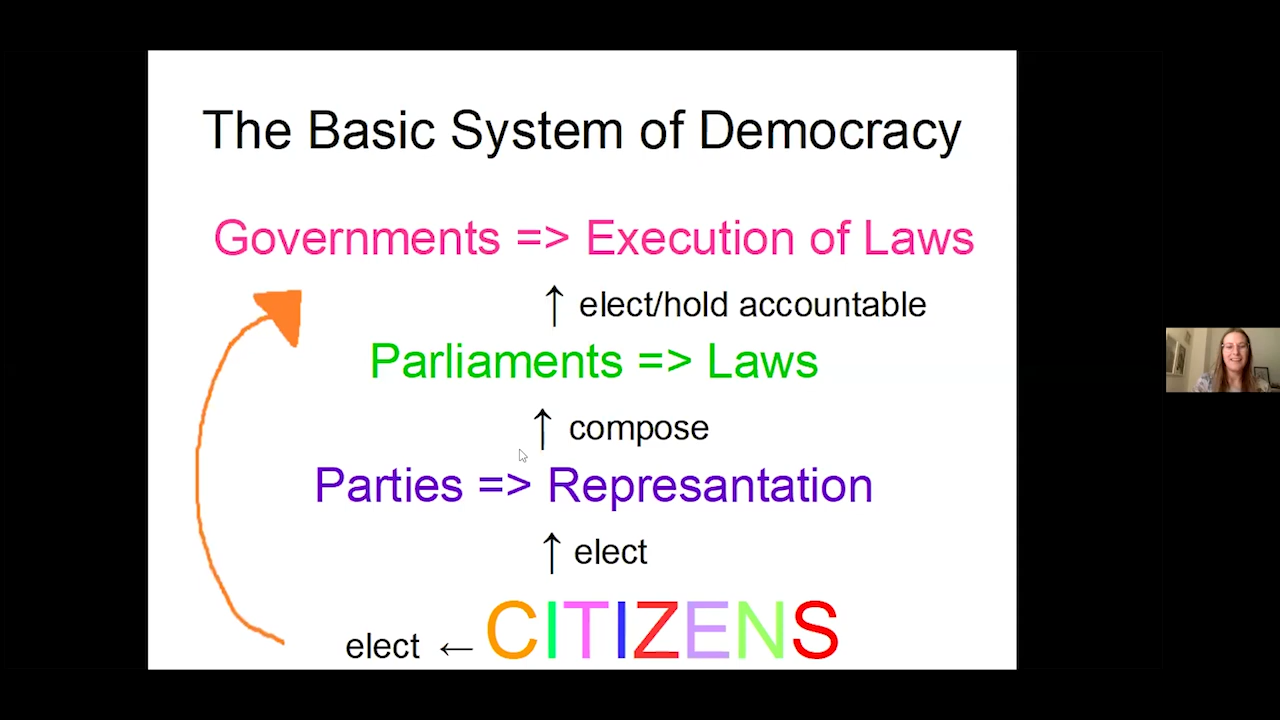 The Basic System of Democracy
Governments => Execution of Laws
↑ elect/hold accountable
Parliaments => Laws
↑ compose
Parties => Represantation
↑ elect
elect ← CITIZENS